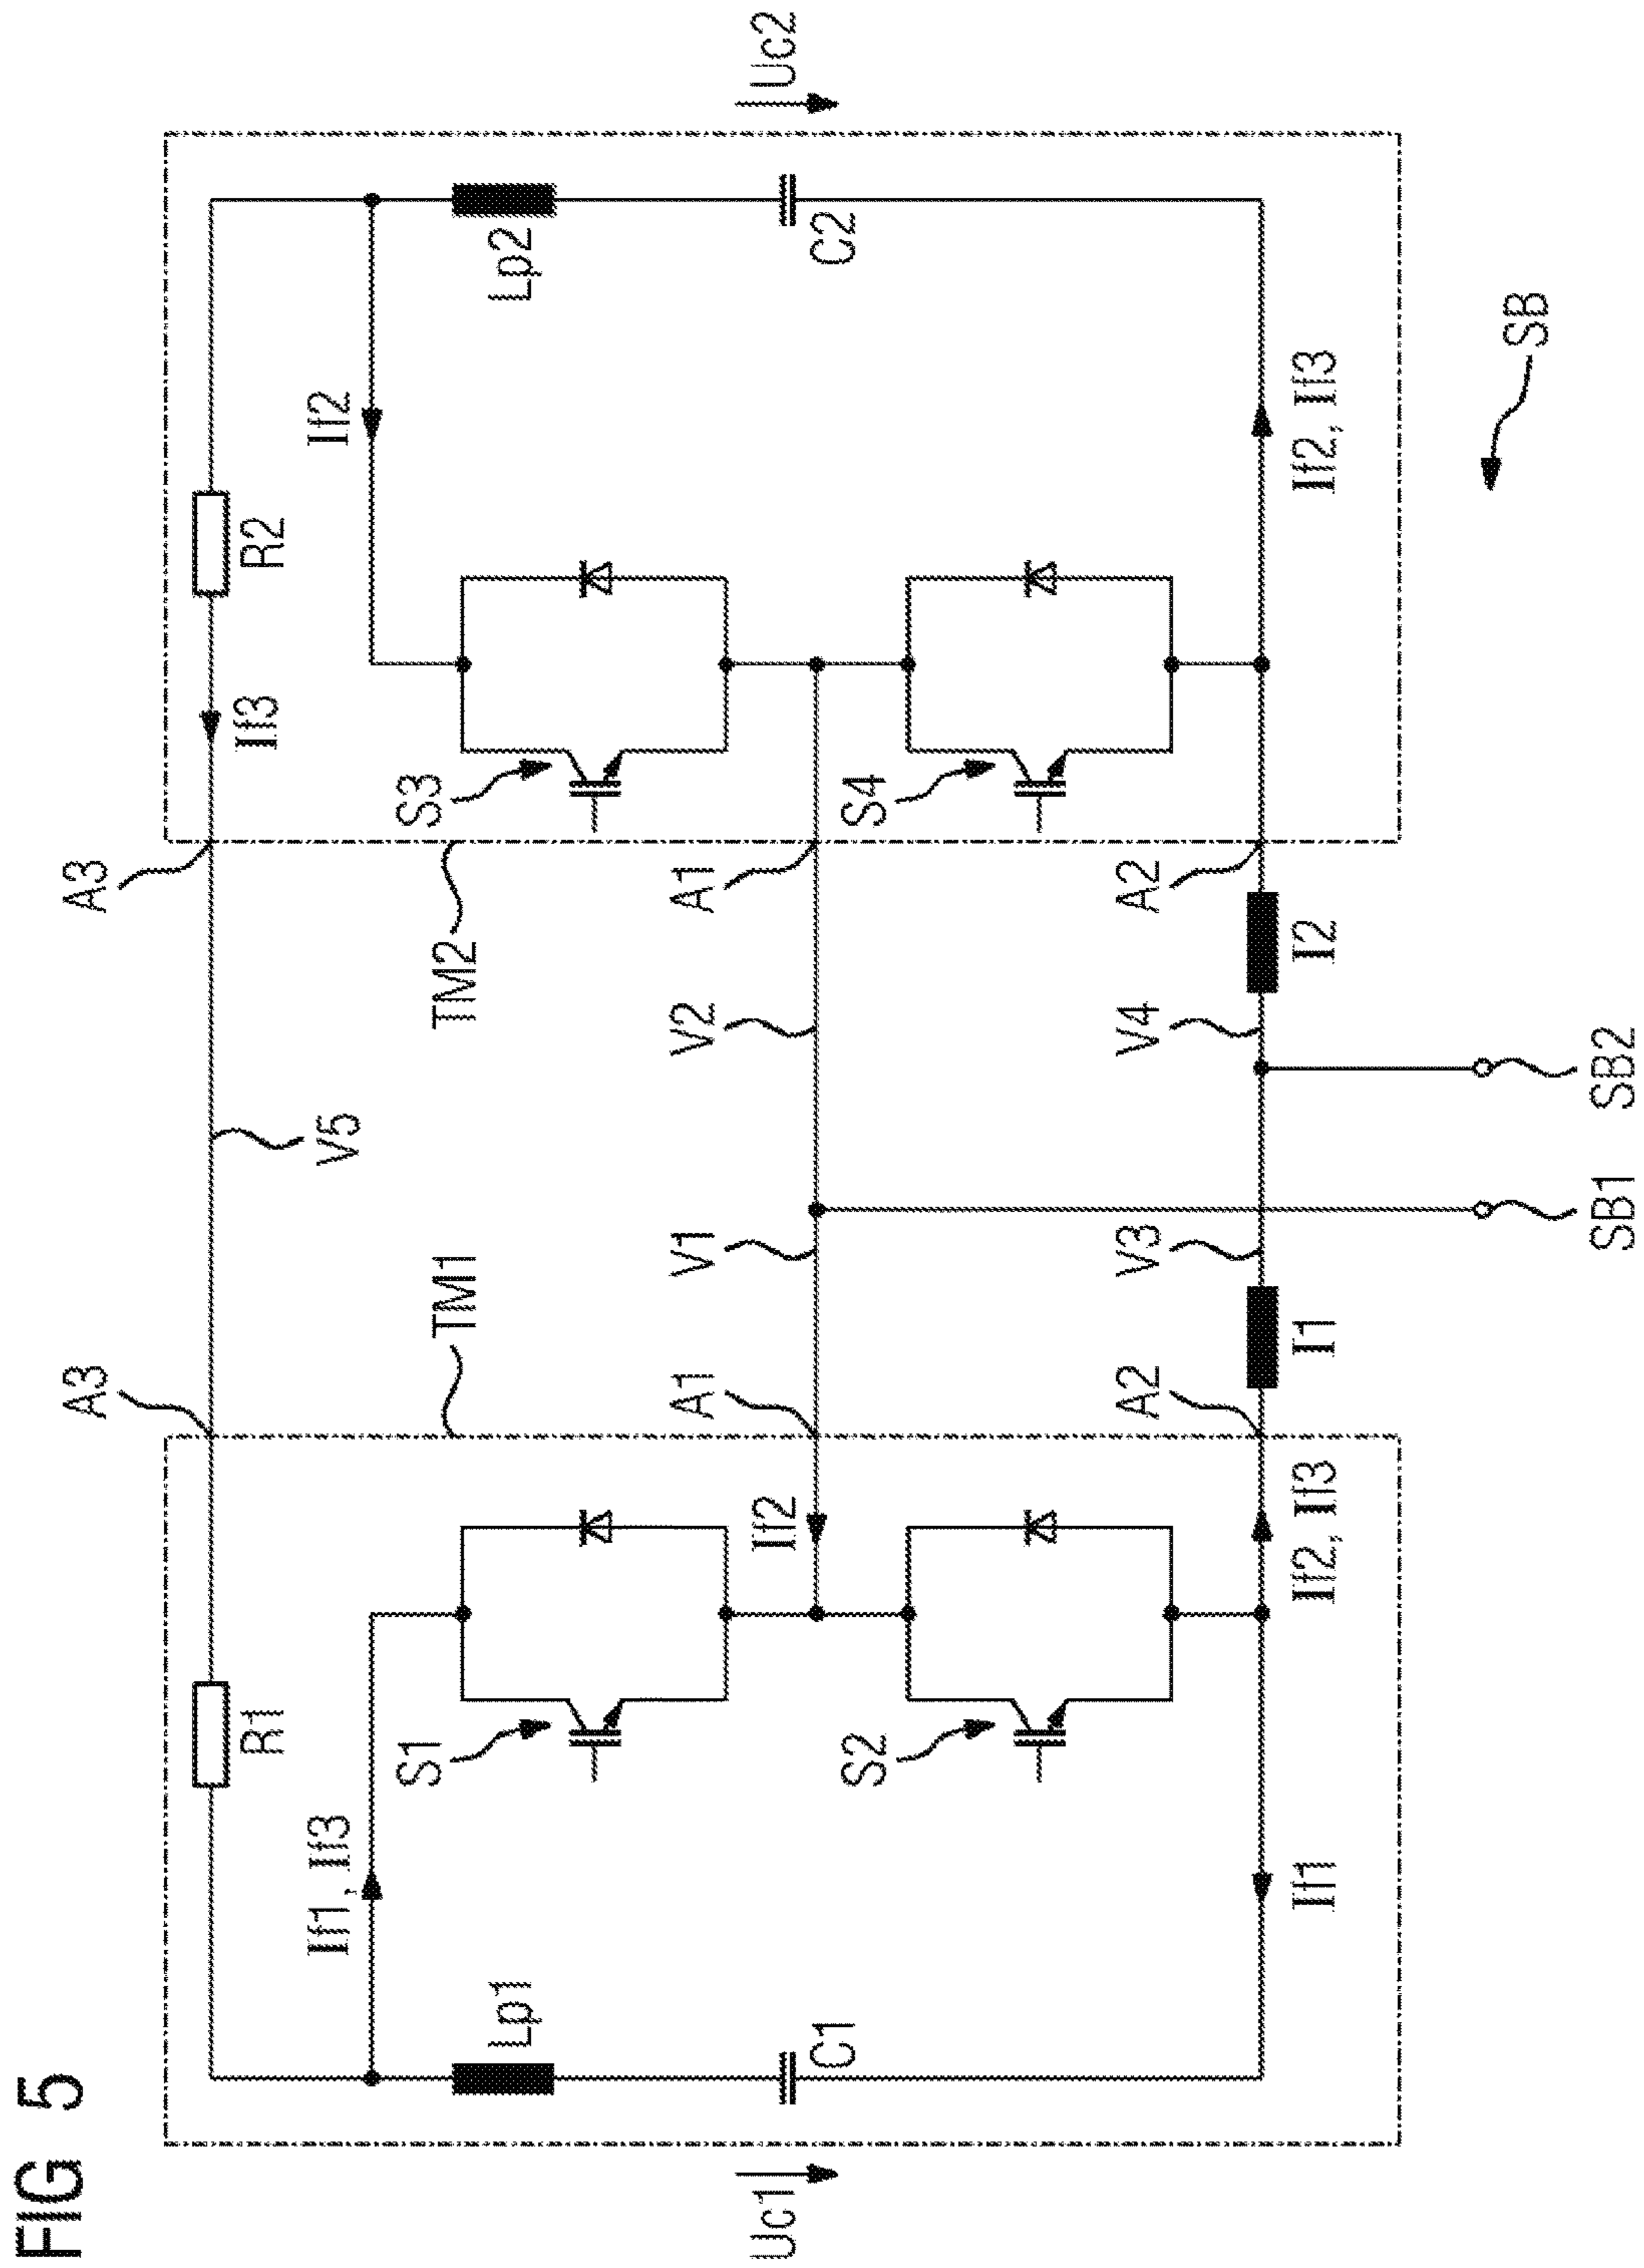 FIG 5
A3
A3
V5
R1
R2
If3
If1, If3
If2
Lp1
Lp2
TM1
TM2
S1
S3
Uc1
C1
If2
A1
V1
V2
A1
C2
Uc2
S2
S4
A2
V3
V4
A2
If1
If2, If3
I1
I2
If2, If3
SB
SB1
SB2